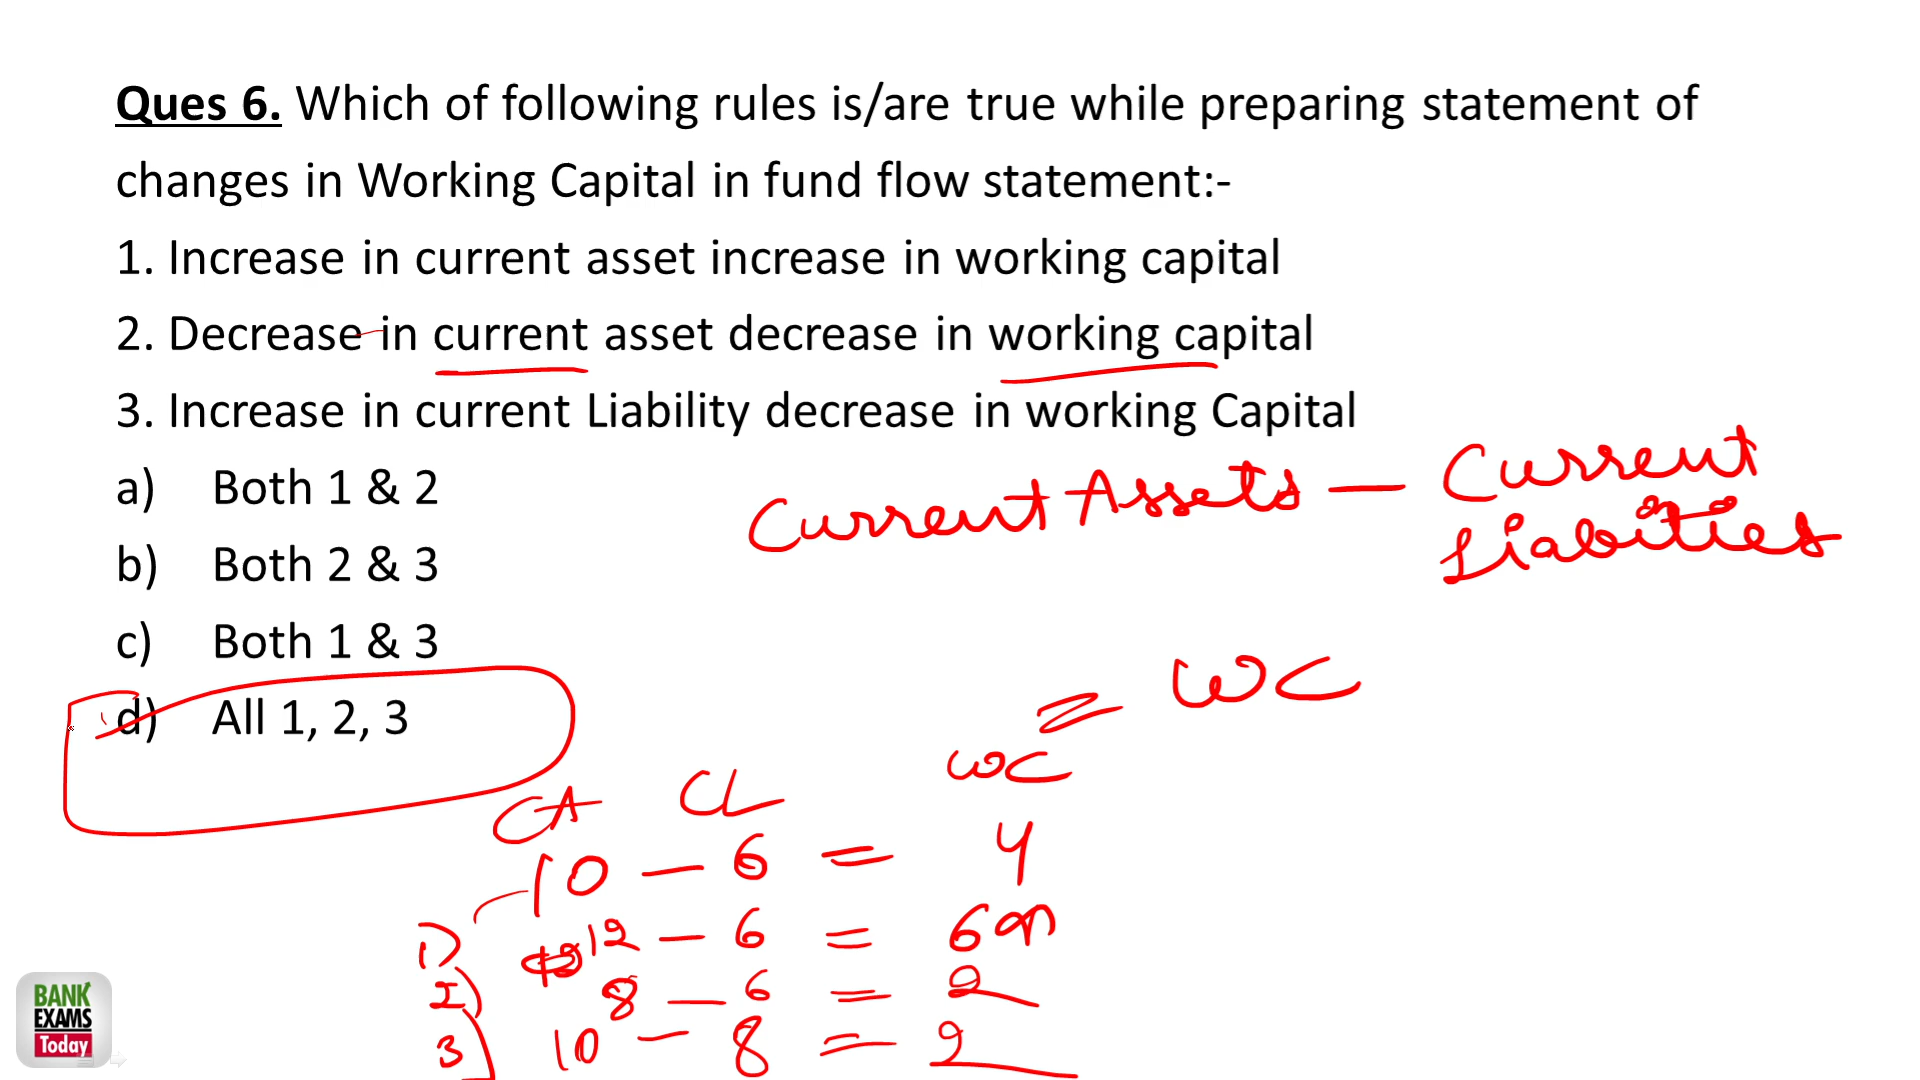 Ques 6. Which of following rules is/are true while preparing statement of
changes in Working Capital in fund flow statement:-
1. Increase in current asset increase in working capital
2. Decrease in current asset decrease in working capital
3. Increase in current Liability decrease in working Capital
a) Both 1 & 2
b) Both 2 & 3
c) Both 1 & 3
d) All 1, 2, 3
Current Assets — Current
Liabilities
= WC
CA CL WC
10 — 6 = 4
1) 12 — 6 = 6
2) 8 — 6 = 2
3) 10 — 8 = 2
BANK
EXAMS
Today